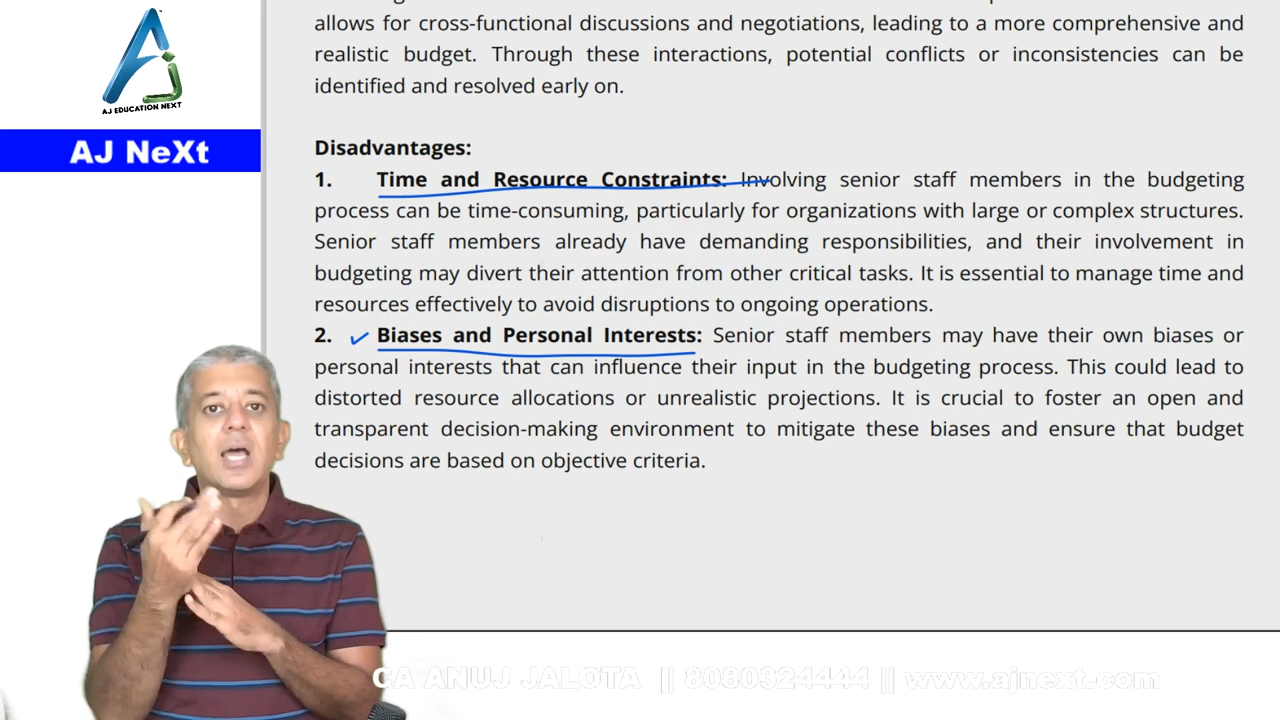 allows for cross-functional discussions and negotiations, leading to a more comprehensive and
realistic budget. Through these interactions, potential conflicts or inconsistencies can be
identified and resolved early on.
AJ EDUCATION NEXT
AJ NeXt
Disadvantages:
1. Time and Resource Constraints: Involving senior staff members in the budgeting
process can be time-consuming, particularly for organizations with large or complex structures.
Senior staff members already have demanding responsibilities, and their involvement in
budgeting may divert their attention from other critical tasks. It is essential to manage time and
resources effectively to avoid disruptions to ongoing operations.
2. Biases and Personal Interests: Senior staff members may have their own biases or
personal interests that can influence their input in the budgeting process. This could lead to
distorted resource allocations or unrealistic projections. It is crucial to foster an open and
transparent decision-making environment to mitigate these biases and ensure that budget
decisions are based on objective criteria.
CA ANUJ JALOTA || 8080924444 || www.ajnext.com